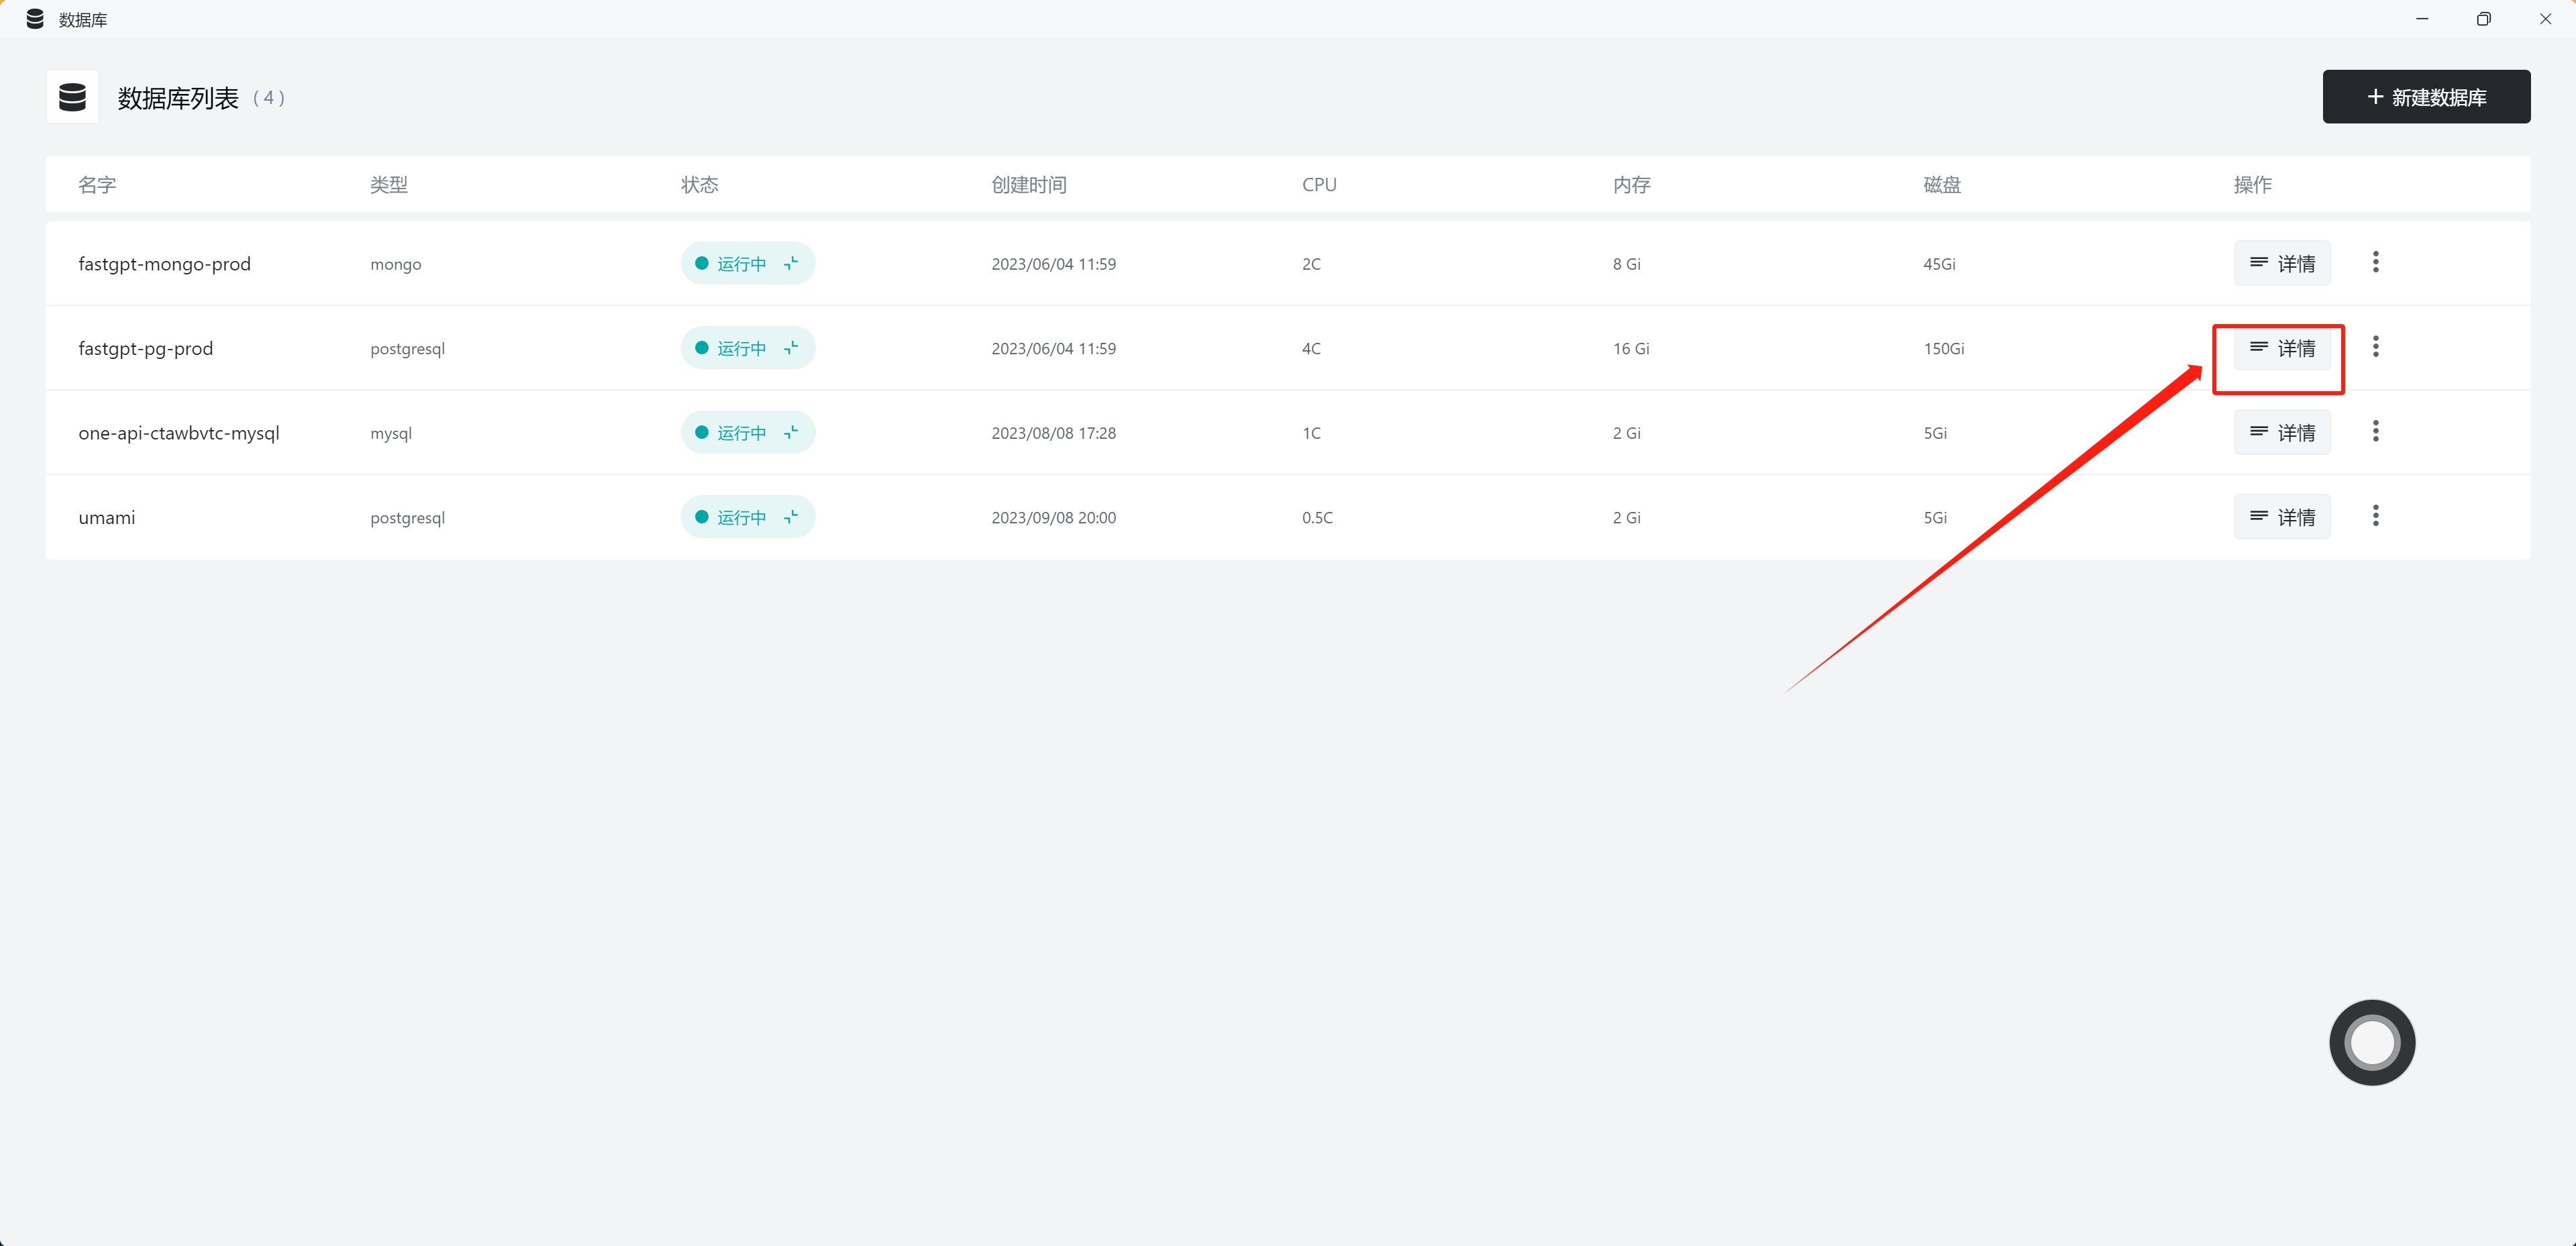 数据库
数据库列表 ( 4 )
+ 新建数据库
名字 类型 状态 创建时间 CPU 内存 磁盘 操作
fastgpt-mongo-prod mongo 运行中 2023/06/04 11:59 2C 8 Gi 45Gi 详情
fastgpt-pg-prod postgresql 运行中 2023/06/04 11:59 4C 16 Gi 150Gi 详情
one-api-ctawbvtc-mysql mysql 运行中 2023/08/08 17:28 1C 2 Gi 5Gi 详情
umami postgresql 运行中 2023/09/08 20:00 0.5C 2 Gi 5Gi 详情